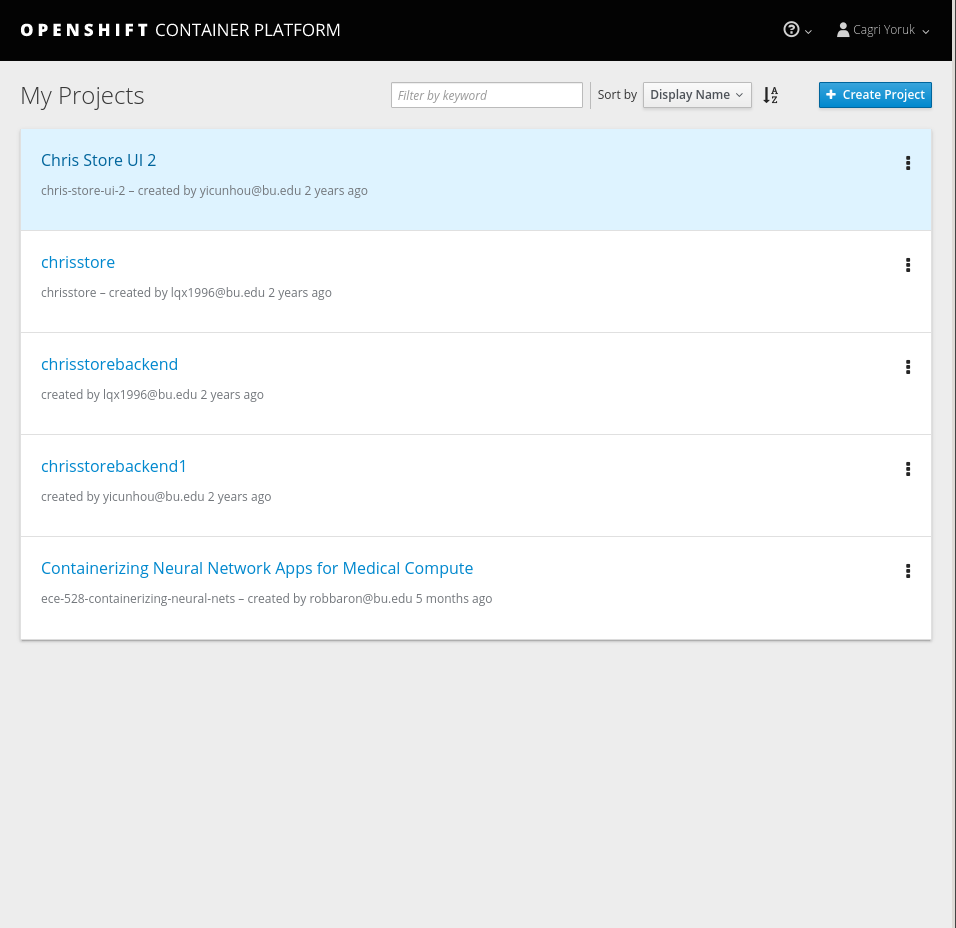 OPENSHIFT CONTAINER PLATFORM
Cagri Yoruk
My Projects
Filter by keyword
Sort by
Display Name
Create Project
Chris Store UI 2
chris-store-ui-2 – created by yicunhou@bu.edu 2 years ago
chrisstore
chrisstore – created by lqx1996@bu.edu 2 years ago
chrisstorebackend
created by lqx1996@bu.edu 2 years ago
chrisstorebackend1
created by yicunhou@bu.edu 2 years ago
Containerizing Neural Network Apps for Medical Compute
ece-528-containerizing-neural-nets – created by robbaron@bu.edu 5 months ago